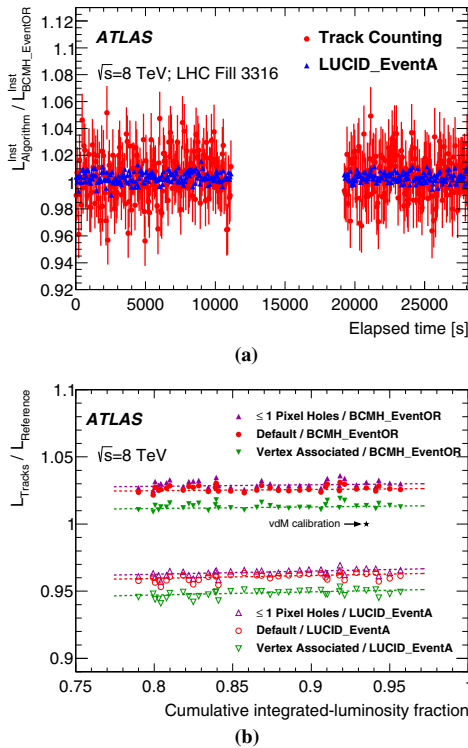 L^Inst_Algorithm / L^Inst_BCMH_EventOR
1.12
1.1
1.08
1.06
1.04
1.02
1.00
0.98
0.96
0.94
0.92
ATLAS
Track Counting
√s=8 TeV; LHC Fill 3316
LUCID_EventA
0 5000 10000 15000 20000 25000
Elapsed time [s]
(a)
L_Tracks / L_Reference
1.1
1.05
1
0.95
0.9
ATLAS
√s=8 TeV
≤ 1 Pixel Holes / BCMH_EventOR
Default / BCMH_EventOR
Vertex Associated / BCMH_EventOR
vdM calibration
≤ 1 Pixel Holes / LUCID_EventA
Default / LUCID_EventA
Vertex Associated / LUCID_EventA
0.75 0.8 0.85 0.9 0.95 1
Cumulative integrated-luminosity fraction
(b)